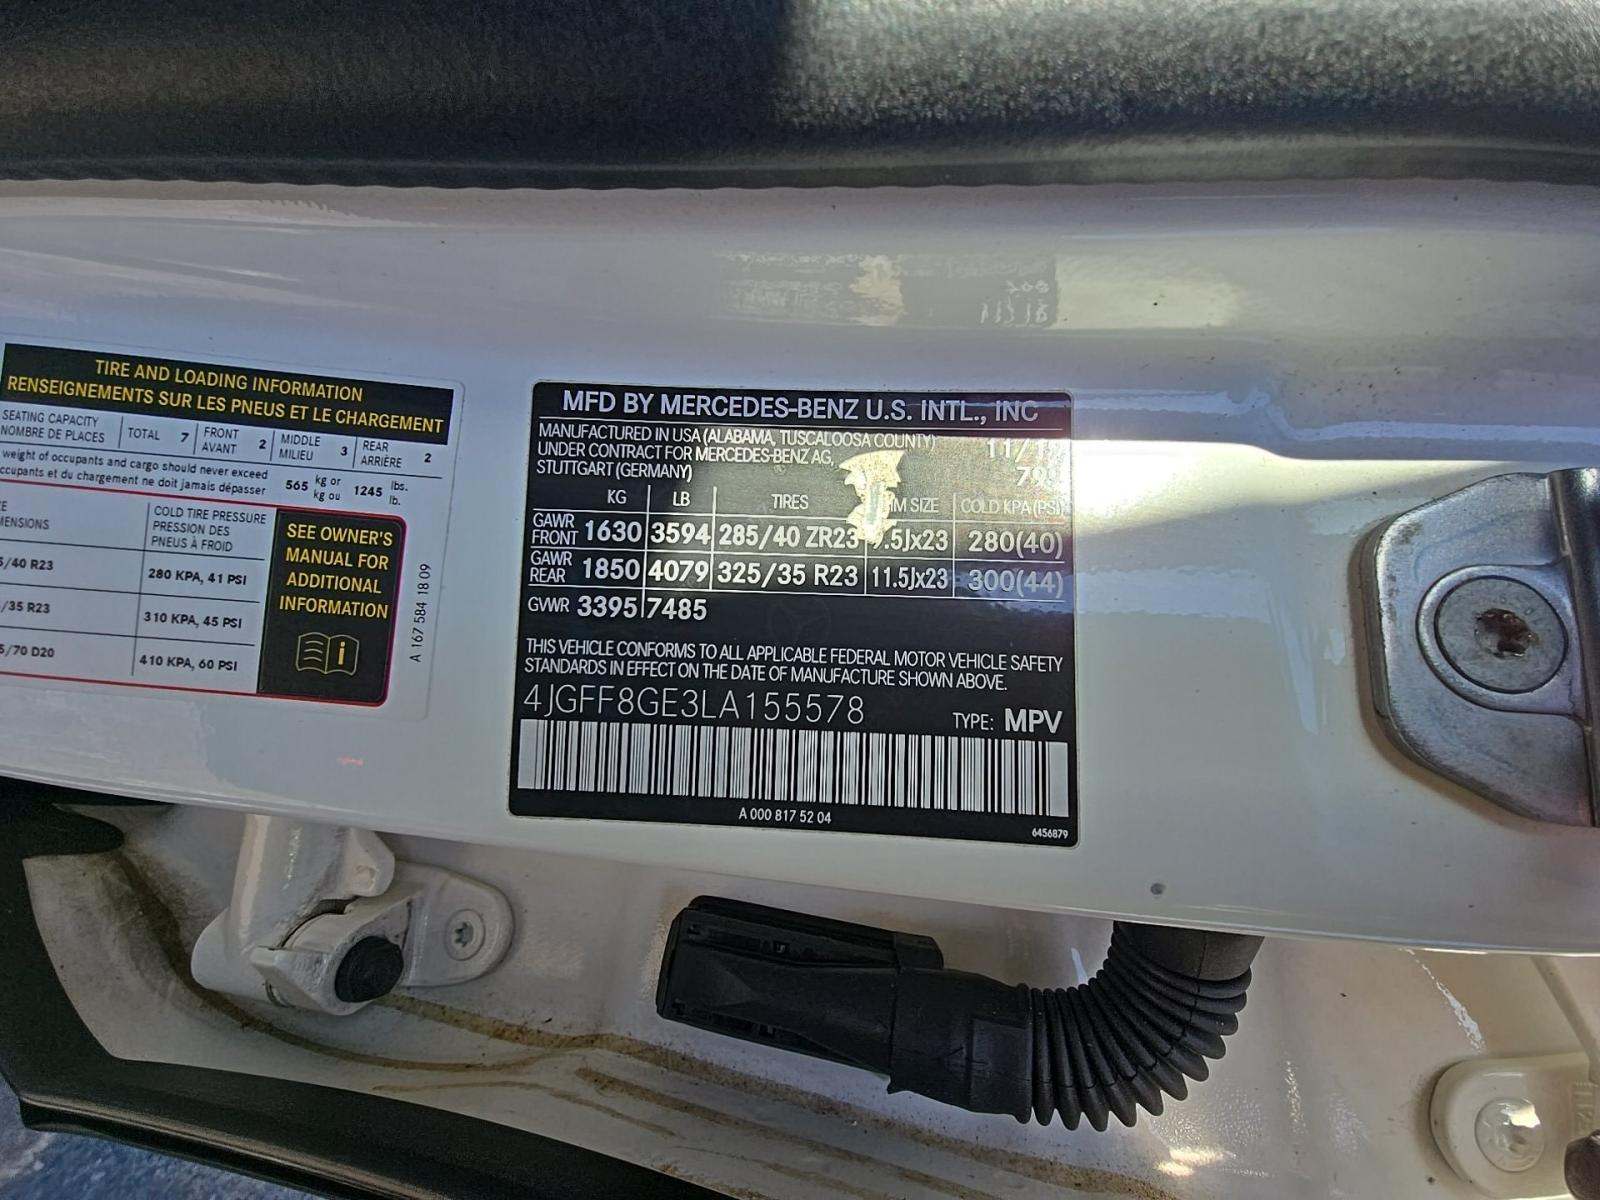 TIRE AND LOADING INFORMATION
RENSEIGNEMENTS SUR LES PNEUS ET LE CHARGEMENT
SEATING CAPACITY
NOMBRE DE PLACES
TOTAL 7
FRONT
AVANT 2
MIDDLE
MILIEU 3
REAR
ARRIÈRE 2
weight of occupants and cargo should never exceed
ccupants et du chargement ne doit jamais dépasser
565 kg or
kg ou
1245 lbs.
lb.
MENSIONS
COLD TIRE PRESSURE
PRESSION DES
PNEUS À FROID
/40 R23 280 KPA, 41 PSI
/35 R23 310 KPA, 45 PSI
/70 D20 410 KPA, 60 PSI
SEE OWNER'S
MANUAL FOR
ADDITIONAL
INFORMATION
A 167 584 18 09
MFD BY MERCEDES-BENZ U.S. INTL., INC
MANUFACTURED IN USA (ALABAMA, TUSCALOOSA COUNTY)
UNDER CONTRACT FOR MERCEDES-BENZ AG,
STUTTGART (GERMANY)
KG LB TIRES SIZE COLD KPA (PSI)
GAWR
FRONT 1630 3594 285/40 ZR23 9.5Jx23 280(40)
GAWR
REAR 1850 4079 325/35 R23 11.5Jx23 300(44)
GVWR 3395 7485
THIS VEHICLE CONFORMS TO ALL APPLICABLE FEDERAL MOTOR VEHICLE SAFETY
STANDARDS IN EFFECT ON THE DATE OF MANUFACTURE SHOWN ABOVE.
4JGFF8GE3LA155578
TYPE: MPV
A 000 817 52 04
6456879